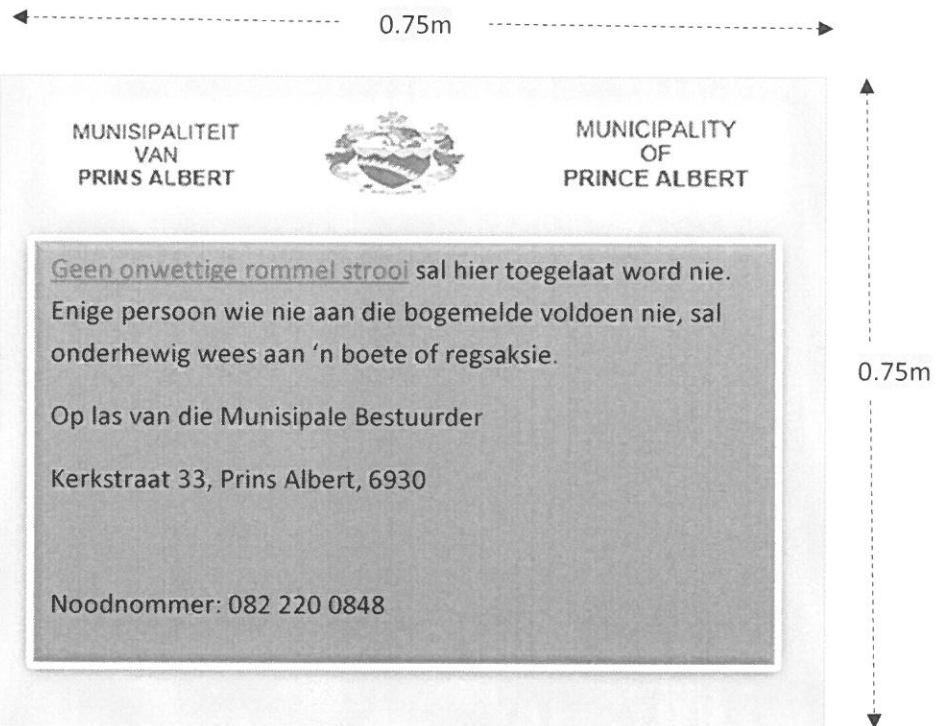 0.75m
MUNISIPALITEIT
VAN
PRINS ALBERT
MUNICIPALITY
OF
PRINCE ALBERT
Geen onwettige rommel strooi sal hier toegelaat word nie.
Enige persoon wie nie aan die bogemelde voldoen nie, sal
onderhewig wees aan ‘n boete of regsaksie.
Op las van die Munisipale Bestuurder
Kerkstraat 33, Prins Albert, 6930
Noodnommer: 082 220 0848
0.75m